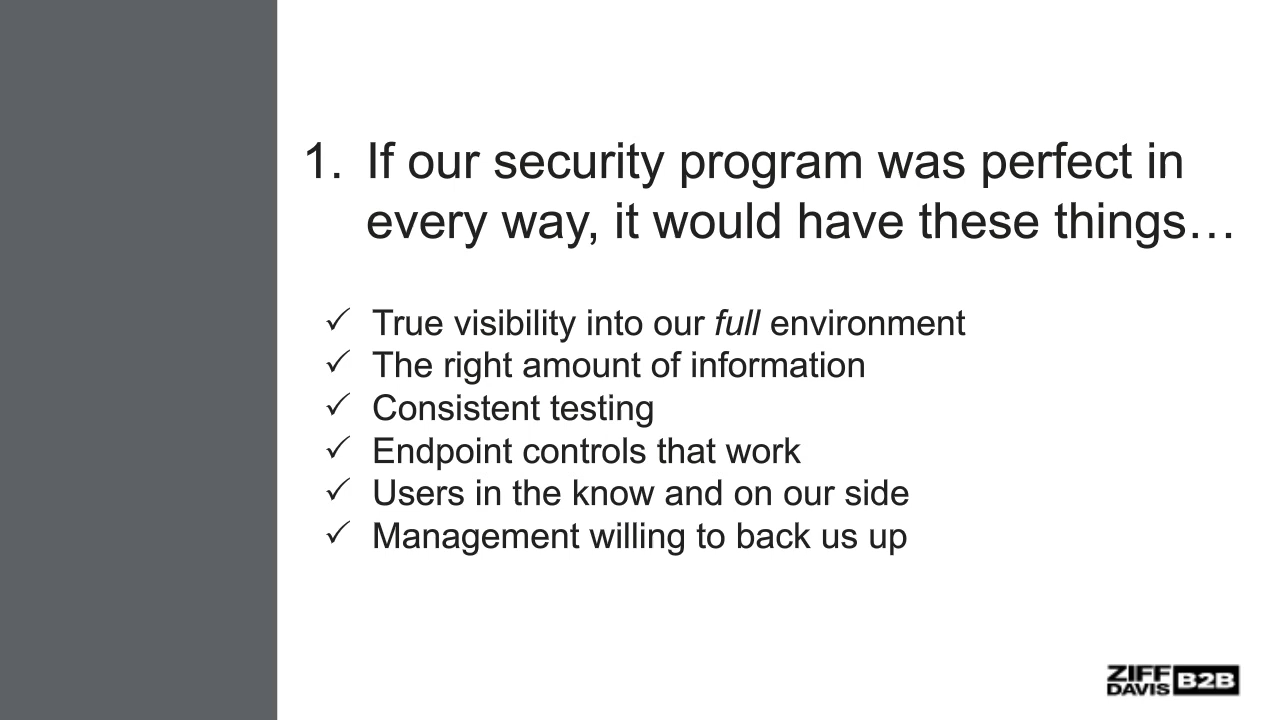 1. If our security program was perfect in
every way, it would have these things…
✓ True visibility into our full environment
✓ The right amount of information
✓ Consistent testing
✓ Endpoint controls that work
✓ Users in the know and on our side
✓ Management willing to back us up
ZIFF
DAVIS B2B